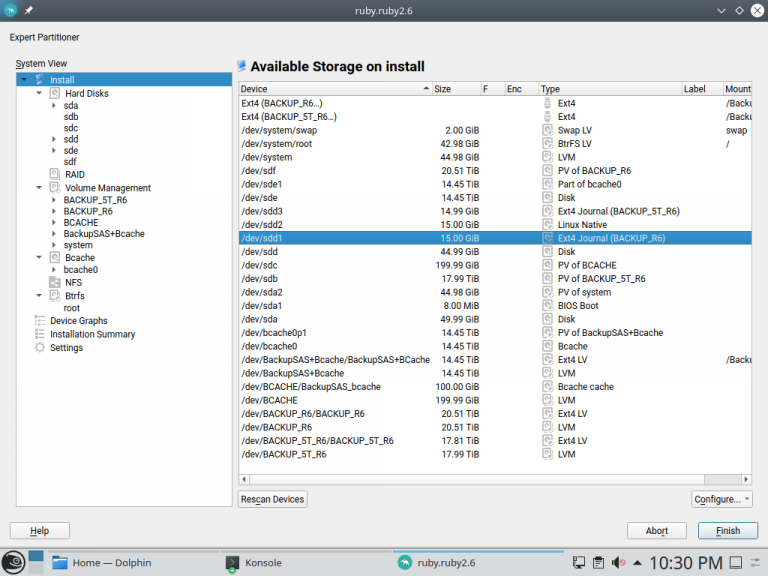 ruby.ruby2.6
Expert Partitioner
System View
install
Hard Disks
sda
sdb
sdc
sdd
sde
sdf
RAID
Volume Management
BACKUP_5T_R6
BACKUP_R6
BCACHE
BackupSAS+Bcache
system
Bcache
bcache0
NFS
Btrfs
root
Device Graphs
Installation Summary
Settings
Available Storage on install
Device Size F Enc Type Label Mount
Ext4 (BACKUP_R6...) Ext4 /Back
Ext4 (BACKUP_5T_R6...) Ext4 /Back
/dev/system/swap 2.00 GiB Swap LV swap
/dev/system/root 42.98 GiB BtrFS LV /
/dev/system 44.98 GiB LVM
/dev/sdf 20.51 TiB PV of BACKUP_R6
/dev/sde1 14.45 TiB Part of bcache0
/dev/sde 14.45 TiB Disk
/dev/sdd3 14.99 GiB Ext4 Journal (BACKUP_5T_R6)
/dev/sdd2 15.00 GiB Linux Native
/dev/sdd1 15.00 GiB Ext4 Journal (BACKUP_R6)
/dev/sdd 44.99 GiB Disk
/dev/sdc 199.99 GiB PV of BCACHE
/dev/sdb 17.99 TiB PV of BACKUP_5T_R6
/dev/sda2 44.98 GiB PV of system
/dev/sda1 8.00 MiB BIOS Boot
/dev/sda 49.99 GiB Disk
/dev/bcache0p1 14.45 TiB PV of BackupSAS+Bcache
/dev/bcache0 14.45 TiB Bcache
/dev/BackupSAS+Bcache/BackupSAS+BCache 14.45 TiB Ext4 LV /Back
/dev/BackupSAS+Bcache 14.45 TiB LVM
/dev/BCACHE/BackupSAS_bcache 100.00 GiB Bcache cache
/dev/BCACHE 199.99 GiB LVM
/dev/BACKUP_R6/BACKUP_R6 20.51 TiB Ext4 LV
/dev/BACKUP_R6 20.51 TiB LVM
/dev/BACKUP_5T_R6/BACKUP_5T_R6 17.81 TiB Ext4 LV
/dev/BACKUP_5T_R6 17.99 TiB LVM
Rescan Devices
Configure...
Help
Abort
Finish
Home — Dolphin
Konsole
ruby.ruby2.6
10:30 PM